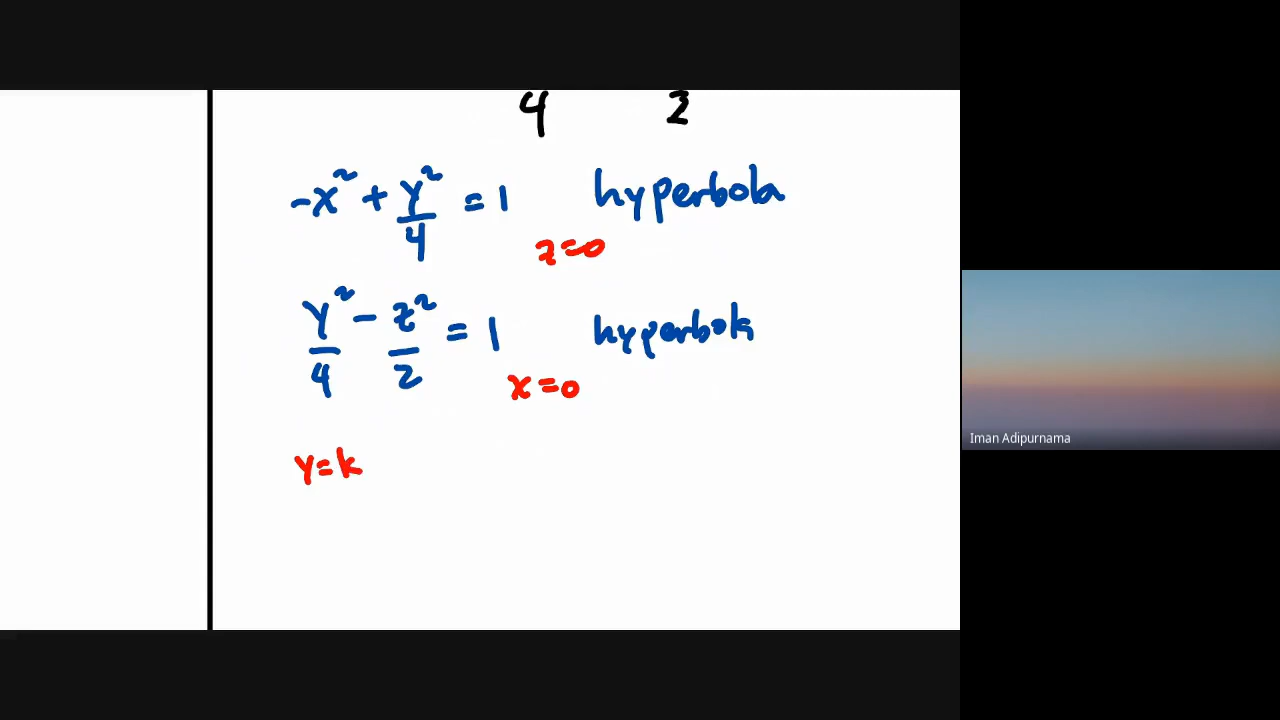 4 2
-x² + y²/4 = 1 hyperbola
z=0
y²/4 - z²/2 = 1 hyperbola
x=0
y=k
Iman Adipurnama